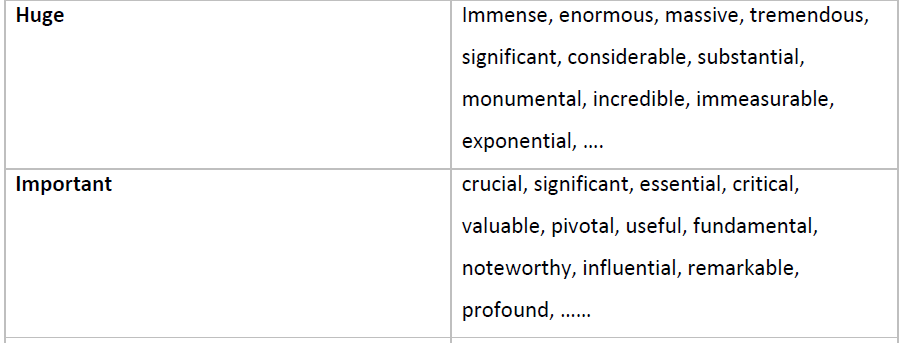 Huge
Immense, enormous, massive, tremendous,
significant, considerable, substantial,
monumental, incredible, immeasurable,
exponential, ….
Important
crucial, significant, essential, critical,
valuable, pivotal, useful, fundamental,
noteworthy, influential, remarkable,
profound, ……